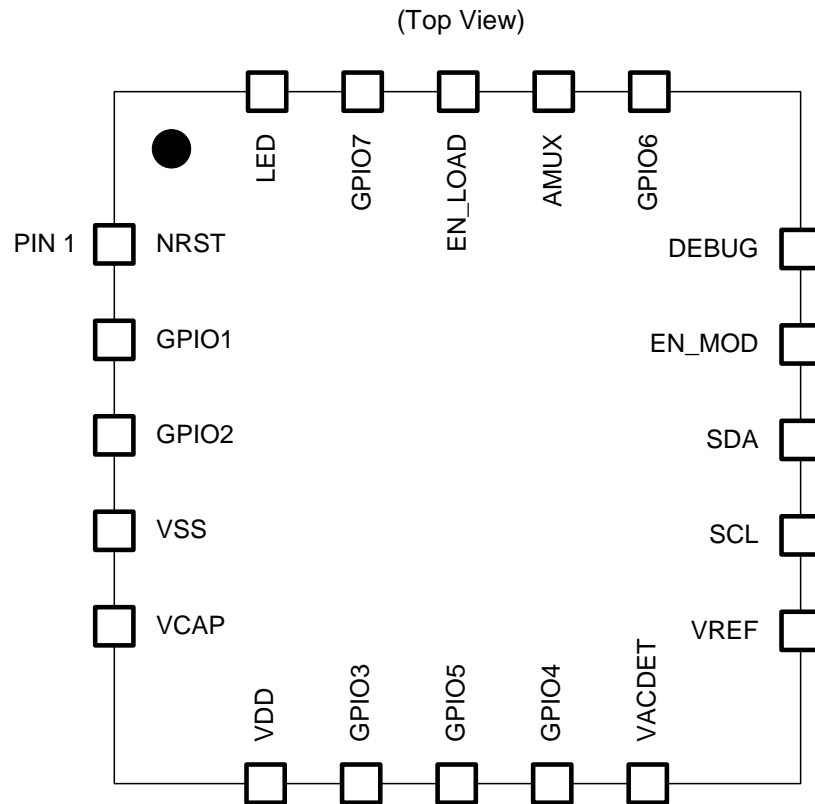 (Top View)
LED
GPIO7
EN_LOAD
AMUX
GPIO6
PIN 1 NRST
DEBUG
GPIO1
EN_MOD
GPIO2
SDA
VSS
SCL
VCAP
VREF
VDD
GPIO3
GPIO5
GPIO4
VACDET